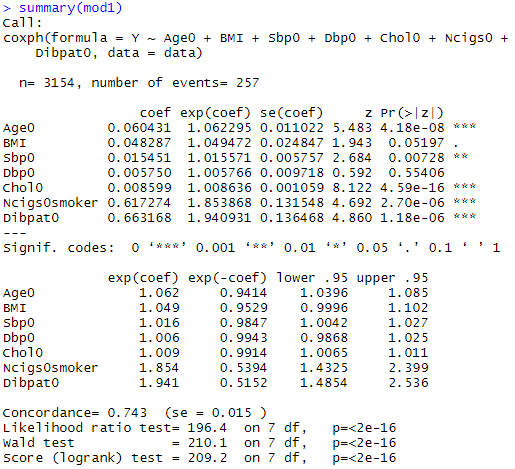 > summary(mod1)
Call:
coxph(formula = Y ~ Age0 + BMI + Sbp0 + Dbp0 + Chol0 + Ncigs0 +
    Dibpat0, data = data)

  n= 3154, number of events= 257

                 coef exp(coef) se(coef)     z Pr(>|z|)
Age0         0.060431  1.062295 0.011022 5.483 4.18e-08 ***
BMI          0.048287  1.049472 0.024847 1.943  0.05197 .
Sbp0         0.015451  1.015571 0.005757 2.684  0.00728 **
Dbp0         0.005750  1.005766 0.009718 0.592  0.55406
Chol0        0.008599  1.008636 0.001059 8.122 4.59e-16 ***
Ncigs0smoker 0.617274  1.853868 0.131548 4.692 2.70e-06 ***
Dibpat0      0.663168  1.940931 0.136468 4.860 1.18e-06 ***
---
Signif. codes:  0 ‘***’ 0.001 ‘**’ 0.01 ‘*’ 0.05 ‘.’ 0.1 ‘ ’ 1

             exp(coef) exp(-coef) lower .95 upper .95
Age0             1.062     0.9414    1.0396     1.085
BMI              1.049     0.9529    0.9996     1.102
Sbp0             1.016     0.9847    1.0042     1.027
Dbp0             1.006     0.9943    0.9868     1.025
Chol0            1.009     0.9914    1.0065     1.011
Ncigs0smoker     1.854     0.5394    1.4325     2.399
Dibpat0          1.941     0.5152    1.4854     2.536

Concordance= 0.743  (se = 0.015 )
Likelihood ratio test= 196.4  on 7 df,   p=<2e-16
Wald test            = 210.1  on 7 df,   p=<2e-16
Score (logrank) test = 209.2  on 7 df,   p=<2e-16